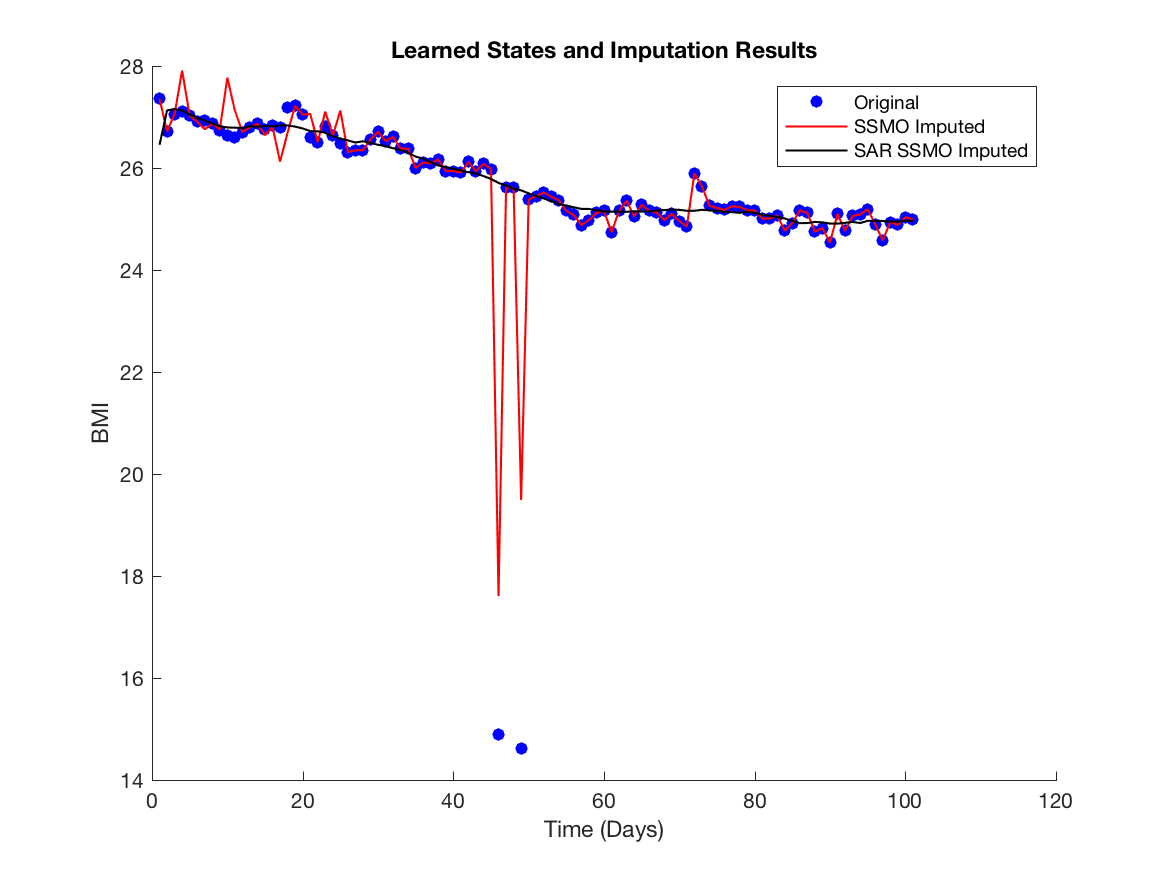 Learned States and Imputation Results
Original
SSMO Imputed
SAR SSMO Imputed
28
26
24
22
20
18
16
14
BMI
0 20 40 60 80 100 120
Time (Days)